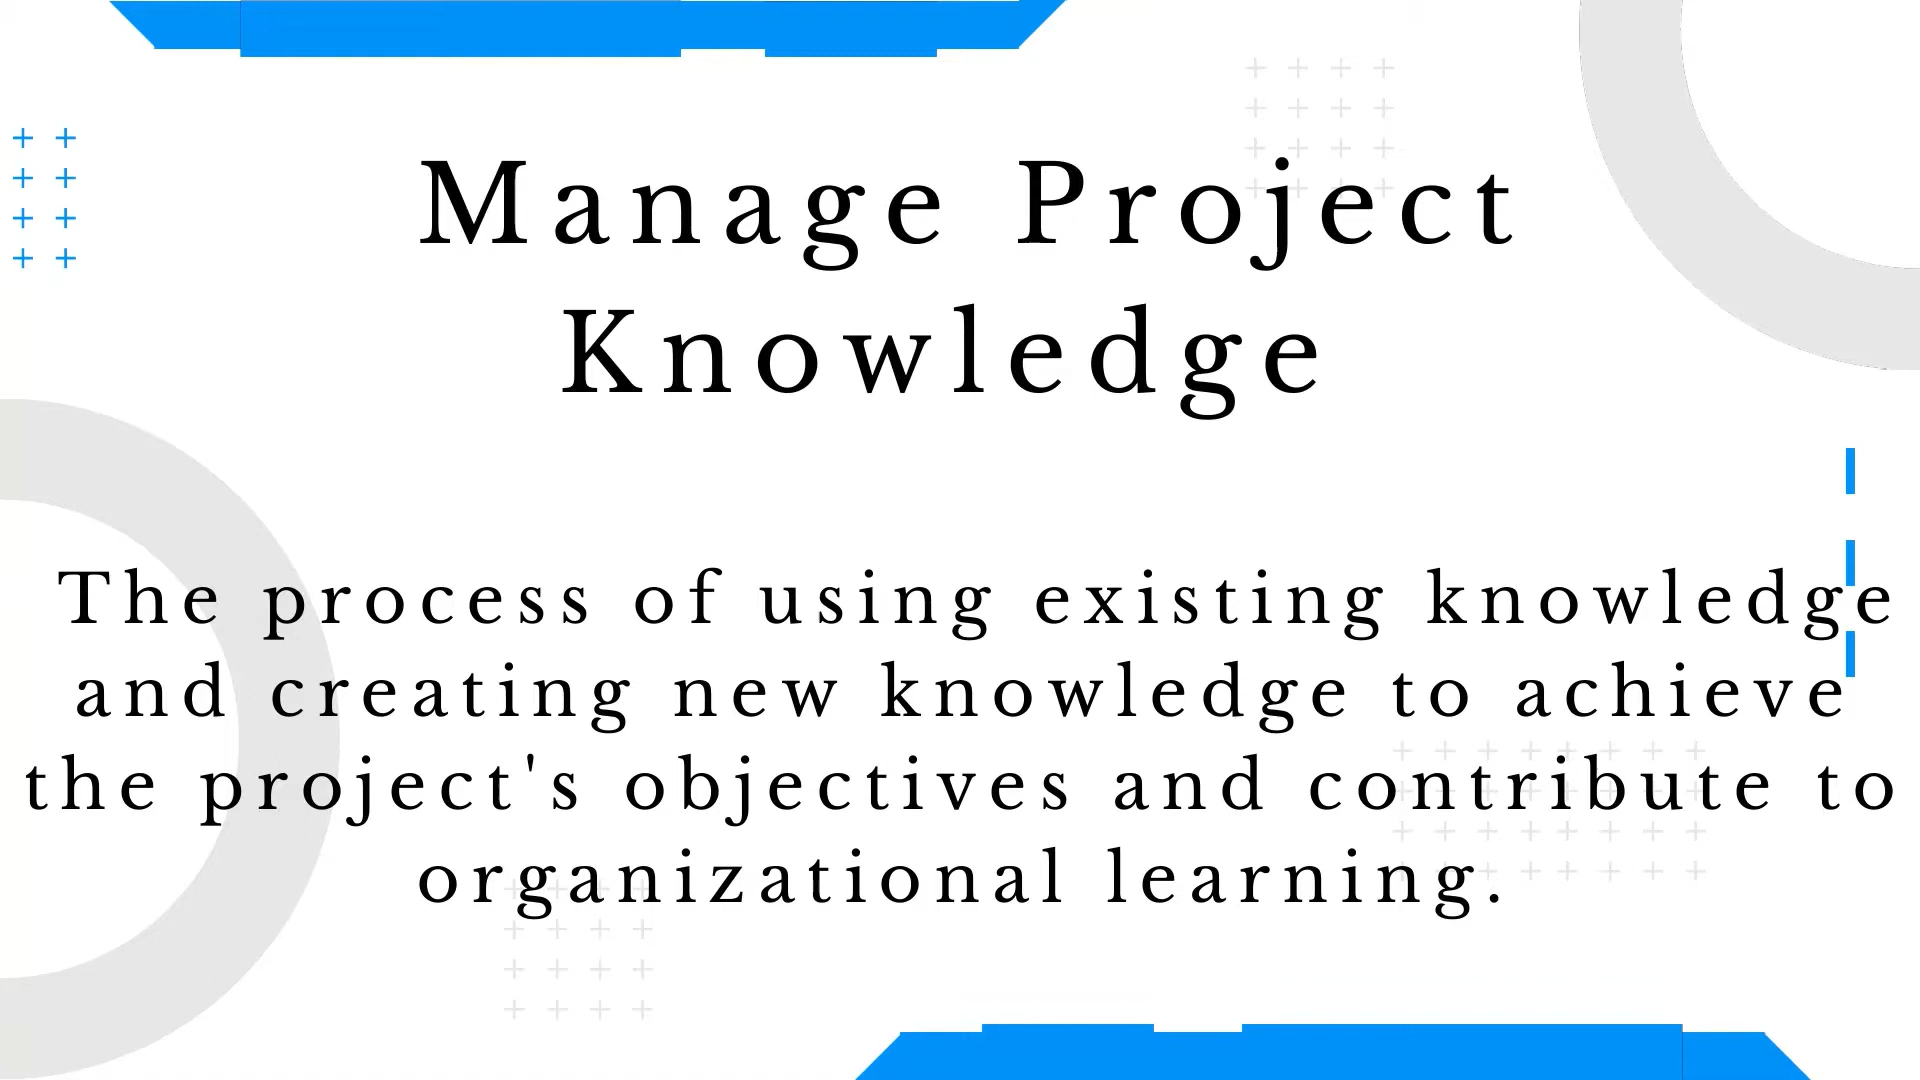 Manage Project
Knowledge
The process of using existing knowledge
and creating new knowledge to achieve
the project's objectives and contribute to
organizational learning.